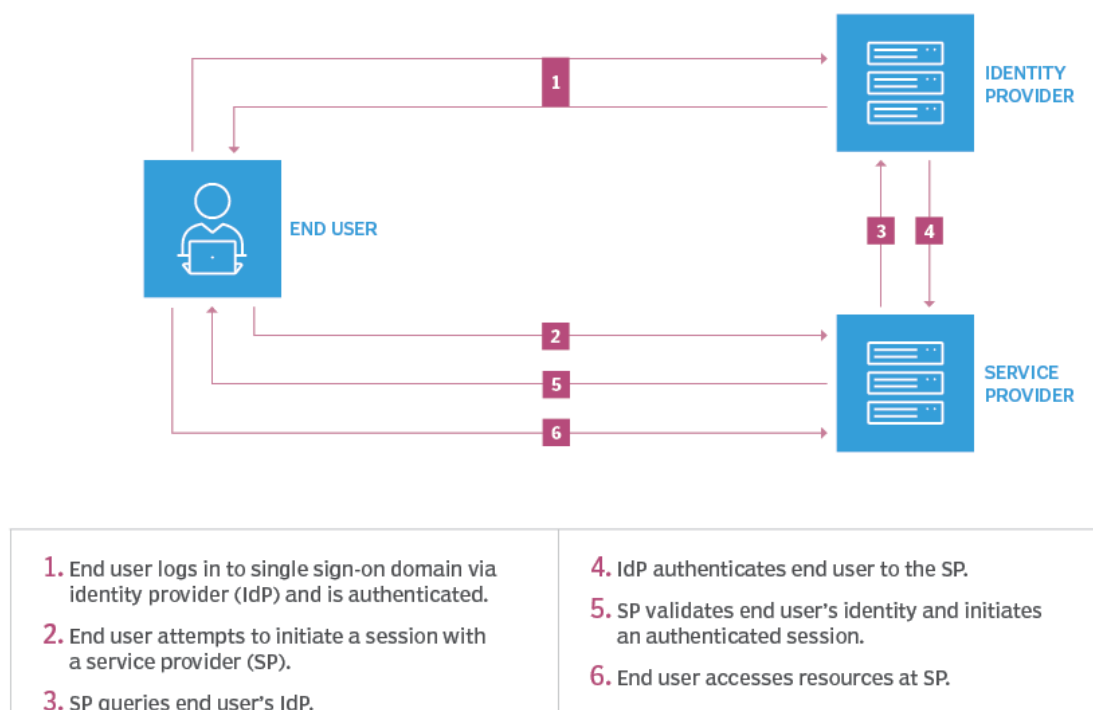 1
IDENTITY
PROVIDER
END USER
3
4
2
5
6
SERVICE
PROVIDER
1. End user logs in to single sign-on domain via
identity provider (IdP) and is authenticated.
2. End user attempts to initiate a session with
a service provider (SP).
3. SP queries end user's IdP.
4. IdP authenticates end user to the SP.
5. SP validates end user's identity and initiates
an authenticated session.
6. End user accesses resources at SP.